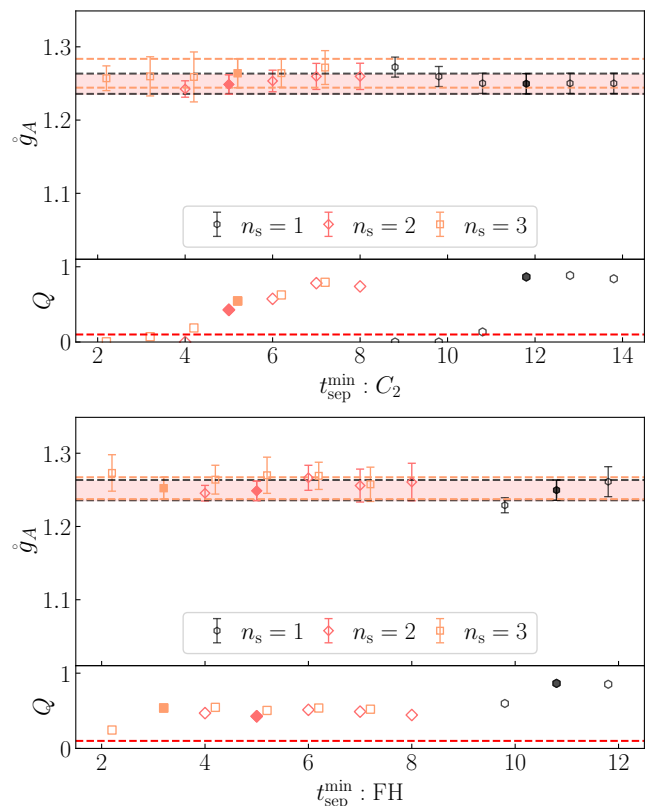 1.3
1.2
1.1
g̊_A
n_s = 1 n_s = 2 n_s = 3
1
0
Q
2 4 6 8 10 12 14
t_sep^min : C_2
1.3
1.2
1.1
g̊_A
n_s = 1 n_s = 2 n_s = 3
1
0
Q
2 4 6 8 10 12
t_sep^min : FH